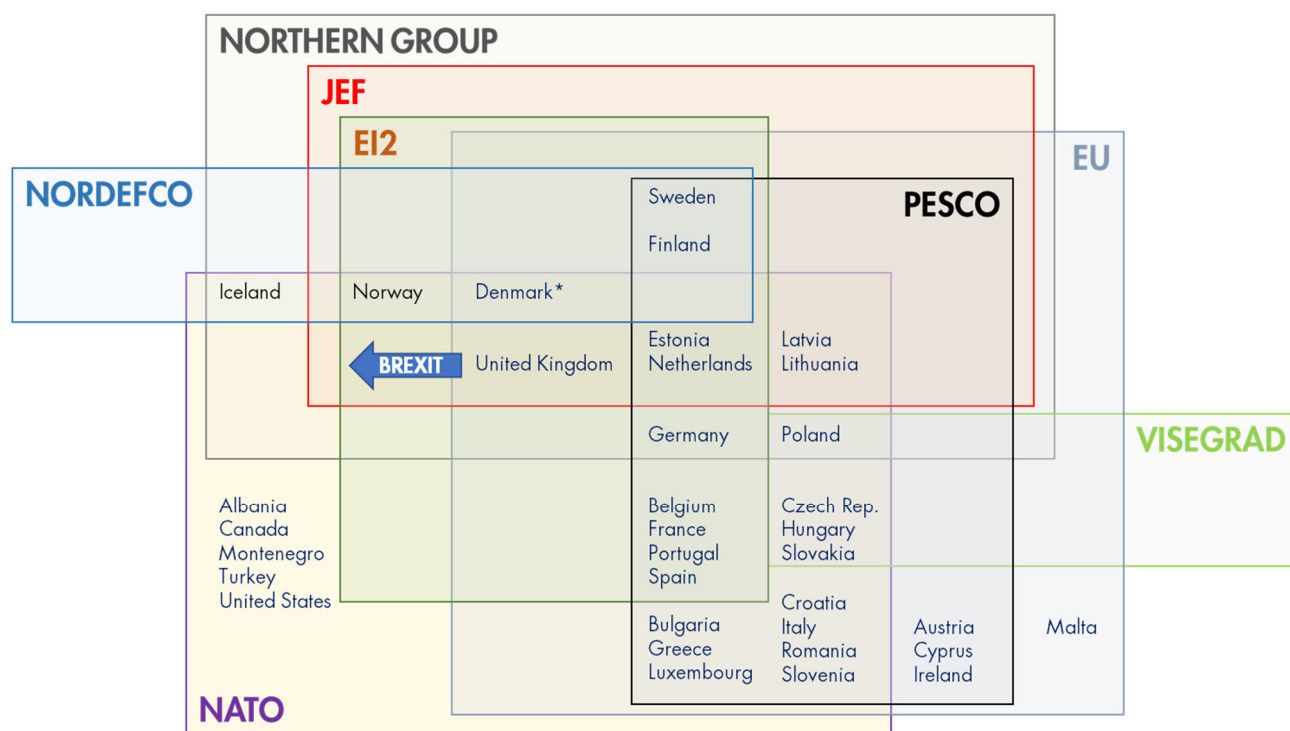 NORTHERN GROUP
JEF
EI2
EU
NORDEFCO
PESCO
Sweden
Finland
Iceland
Norway
Denmark*
Estonia
Netherlands
Latvia
Lithuania
BREXIT
United Kingdom
Germany
Poland
VISEGRAD
Albania
Canada
Montenegro
Turkey
United States
Belgium
France
Portugal
Spain
Czech Rep.
Hungary
Slovakia
Bulgaria
Greece
Luxembourg
Croatia
Italy
Romania
Slovenia
Austria
Cyprus
Ireland
Malta
NATO